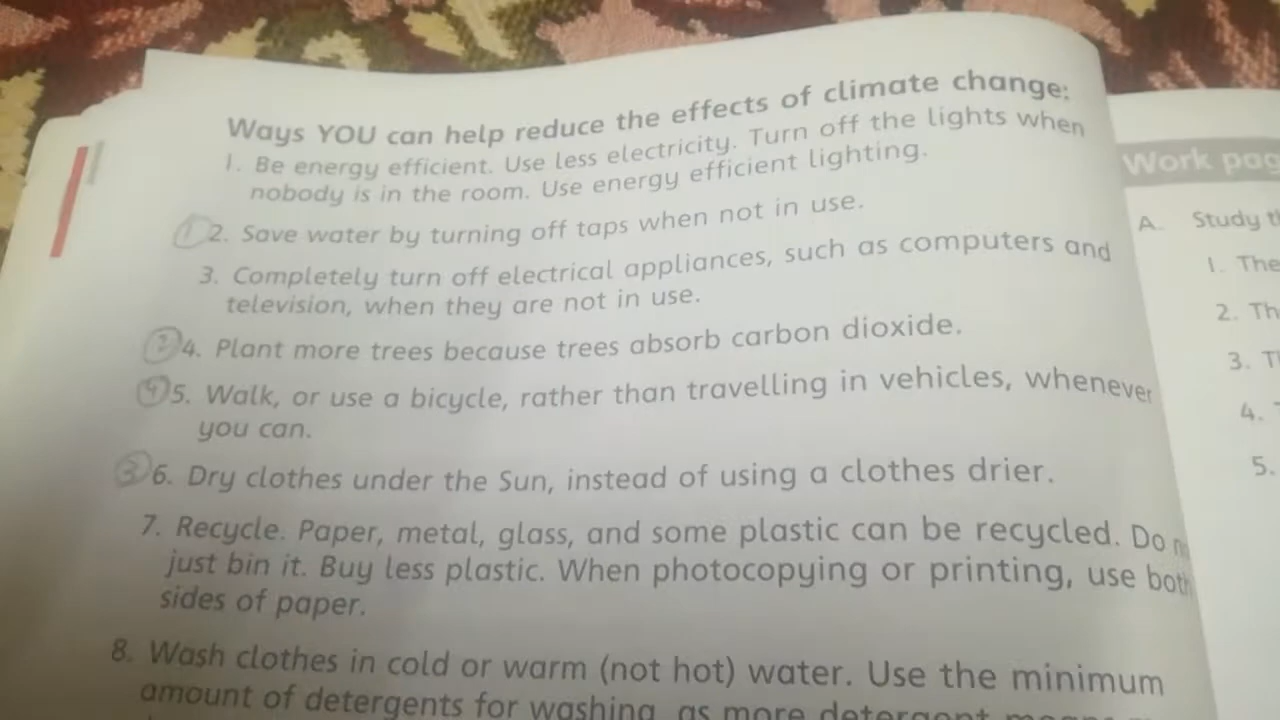 Ways YOU can help reduce the effects of climate change:
1. Be energy efficient. Use less electricity. Turn off the lights when
nobody is in the room. Use energy efficient lighting.
1 2. Save water by turning off taps when not in use.
3. Completely turn off electrical appliances, such as computers and
television, when they are not in use.
2 4. Plant more trees because trees absorb carbon dioxide.
4 5. Walk, or use a bicycle, rather than travelling in vehicles, whenever
you can.
3 6. Dry clothes under the Sun, instead of using a clothes drier.
7. Recycle. Paper, metal, glass, and some plastic can be recycled. Do
just bin it. Buy less plastic. When photocopying or printing, use both
sides of paper.
8. Wash clothes in cold or warm (not hot) water. Use the minimum
amount of detergents for washing, as more detergent
Work pag
A. Study
1. The
2. Th
3. T
4.
5.